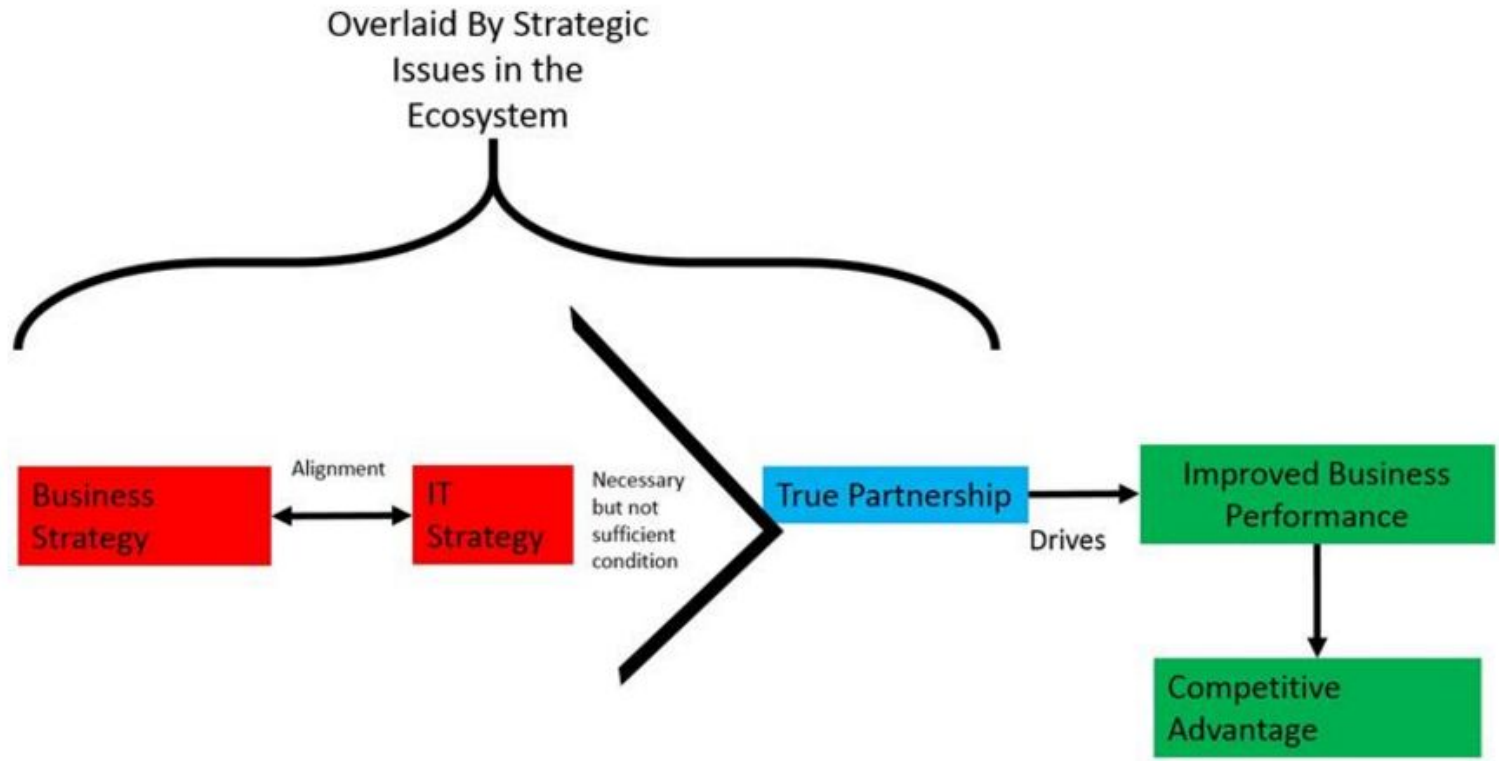 Overlaid By Strategic
Issues in the
Ecosystem
Business
Strategy
Alignment
IT
Strategy
Necessary
but not
sufficient
condition
True Partnership
Drives
Improved Business
Performance
Competitive
Advantage